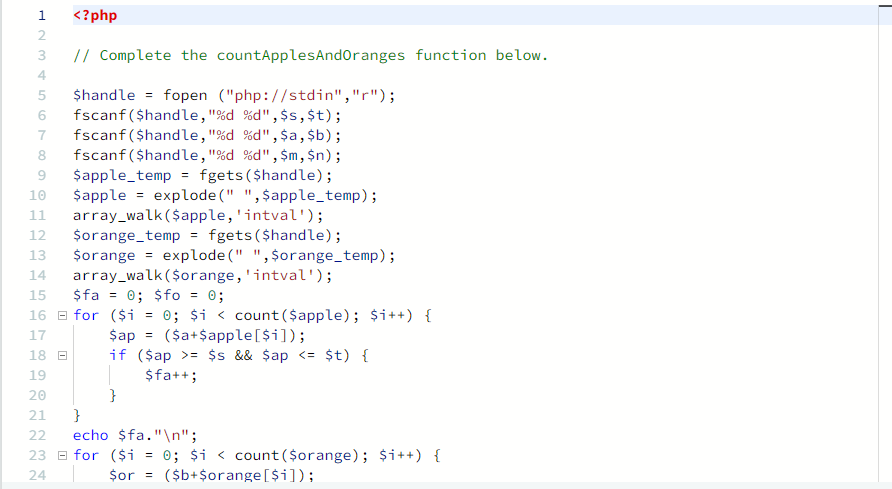 1 <?php
2
3 // Complete the countApplesAndOranges function below.
4
5 $handle = fopen ("php://stdin","r");
6 fscanf($handle,"%d %d",$s,$t);
7 fscanf($handle,"%d %d",$a,$b);
8 fscanf($handle,"%d %d",$m,$n);
9 $apple_temp = fgets($handle);
10 $apple = explode(" ",$apple_temp);
11 array_walk($apple,'intval');
12 $orange_temp = fgets($handle);
13 $orange = explode(" ",$orange_temp);
14 array_walk($orange,'intval');
15 $fa = 0; $fo = 0;
16 for ($i = 0; $i < count($apple); $i++) {
17     $ap = ($a+$apple[$i]);
18     if ($ap >= $s && $ap <= $t) {
19         $fa++;
20     }
21 }
22 echo $fa."\n";
23 for ($i = 0; $i < count($orange); $i++) {
24     $or = ($b+$orange[$i]);